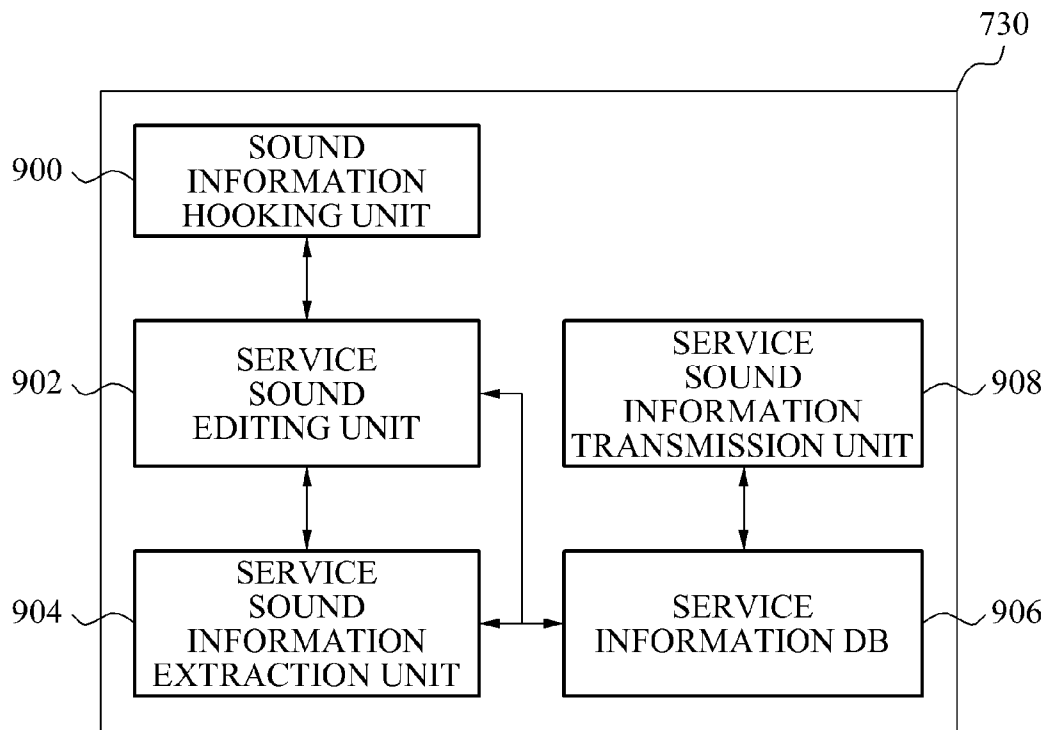 730
900
SOUND
INFORMATION
HOOKING UNIT
902
SERVICE
SOUND
EDITING UNIT
SERVICE
SOUND
INFORMATION
TRANSMISSION UNIT
908
904
SERVICE
SOUND
INFORMATION
EXTRACTION UNIT
SERVICE
INFORMATION DB
906